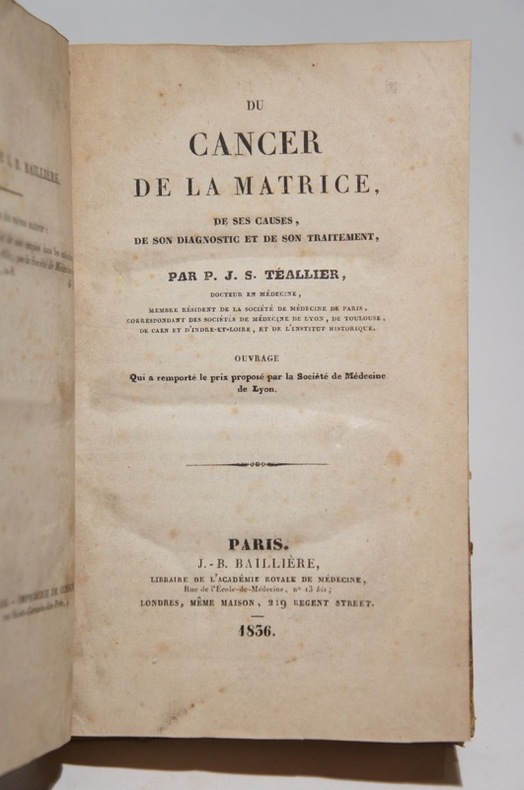 BAILLIÈRE,
DU
CANCER
DE LA MATRICE,
DE SES CAUSES,
DE SON DIAGNOSTIC ET DE SON TRAITEMENT,
PAR P. J. S. TÉALLIER,
DOCTEUR EN MÉDECINE,
MEMBRE RÉSIDENT DE LA SOCIÉTÉ DE MÉDECINE DE PARIS,
CORRESPONDANT DES SOCIÉTÉS DE MÉDECINE DE LYON, DE TOULOUSE,
DE CAEN ET D'INDRE-ET-LOIRE, ET DE L'INSTITUT HISTORIQUE.
OUVRAGE
Qui a remporté le prix proposé par la Société de Médecine
de Lyon.
PARIS.
J.-B. BAILLIÈRE,
LIBRAIRE DE L'ACADÉMIE ROYALE DE MÉDECINE,
Rue de l'École-de-Médecine, nº 13 bis;
LONDRES, MÊME MAISON, 219 REGENT STREET.
1836.